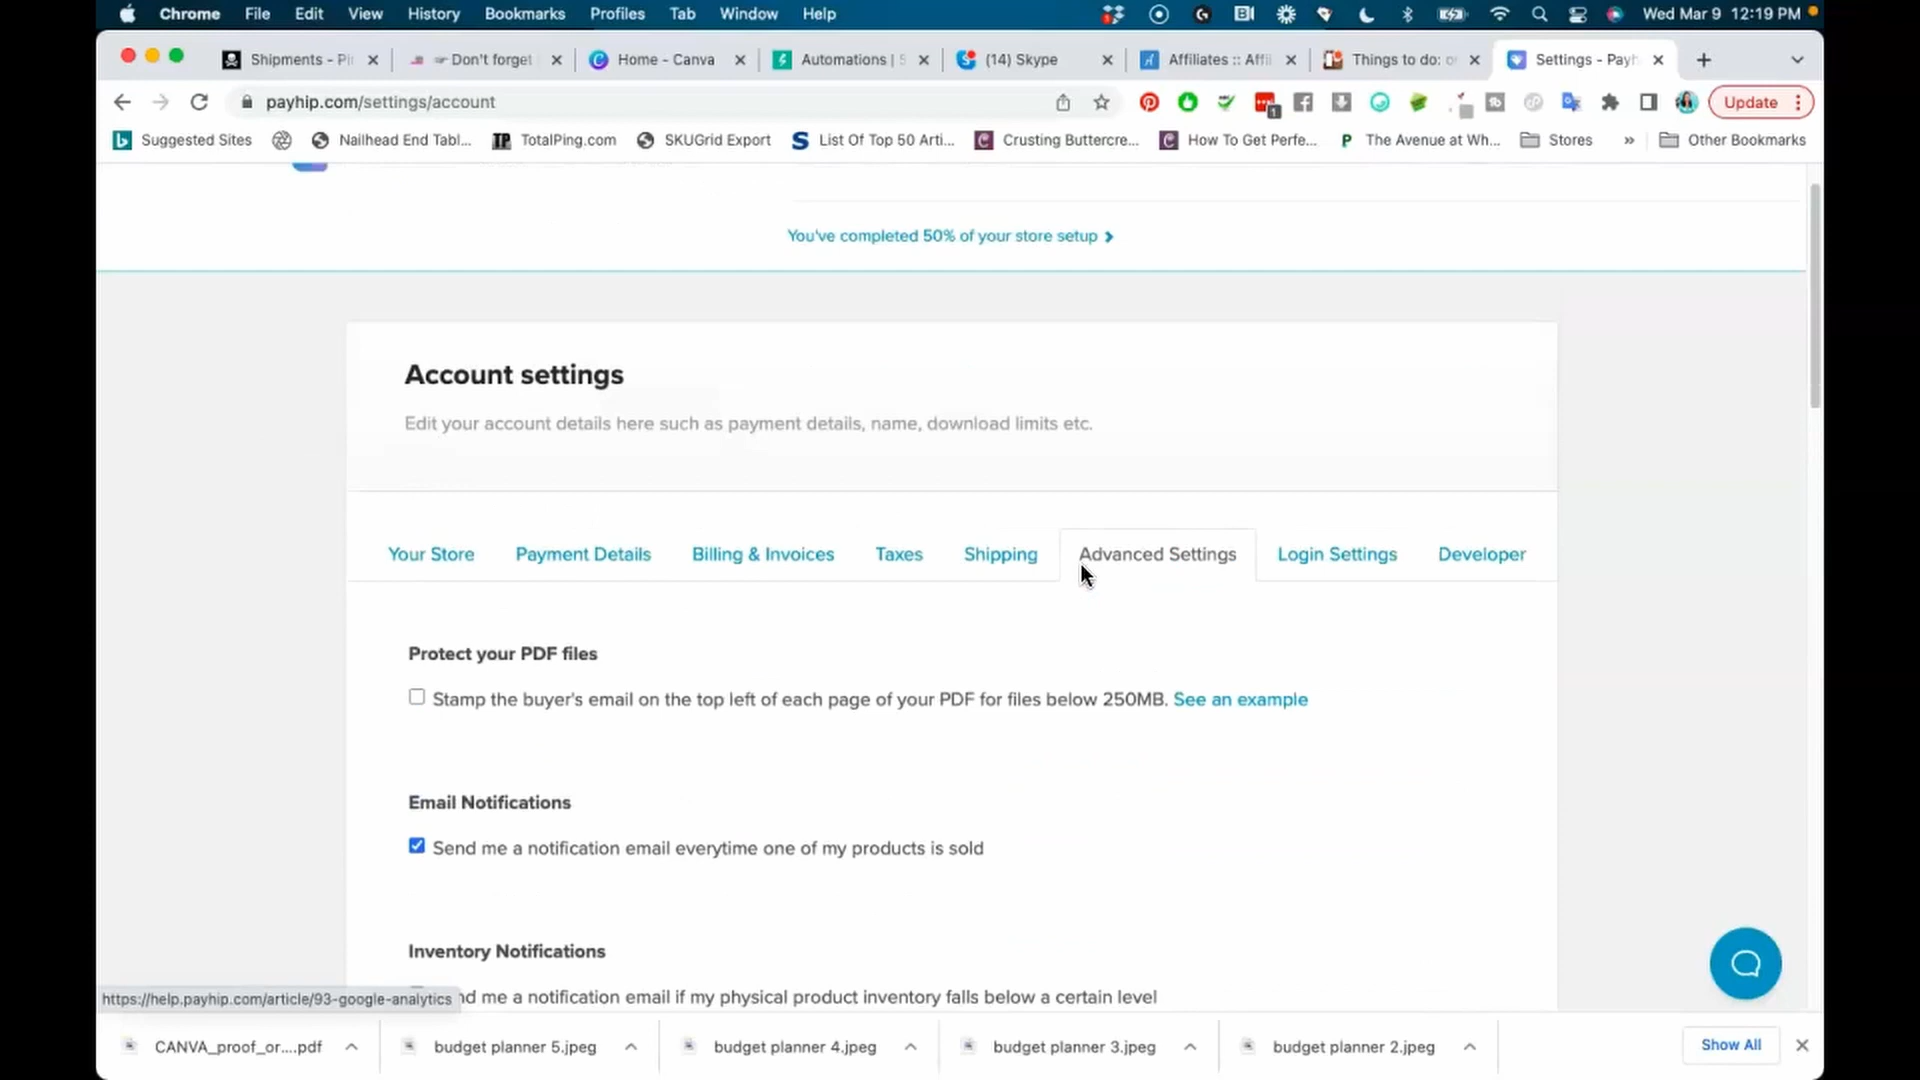 Chrome File Edit View History Bookmarks Profiles Tab Window Help Wed Mar 9 12:19 PM
Shipments - Pi Don't forget Home - Canva Automations | S (14) Skype Affiliates :: Affil Things to do: o Settings - Payh
payhip.com/settings/account Update
Suggested Sites Nailhead End Tabl... TotalPing.com SKUGrid Export List Of Top 50 Arti... Crusting Buttercre... How To Get Perfe... The Avenue at Wh... Stores » Other Bookmarks
You've completed 50% of your store setup
Account settings
Edit your account details here such as payment details, name, download limits etc.
Your Store Payment Details Billing & Invoices Taxes Shipping Advanced Settings Login Settings Developer
Protect your PDF files
Stamp the buyer's email on the top left of each page of your PDF for files below 250MB. See an example
Email Notifications
Send me a notification email everytime one of my products is sold
Inventory Notifications
nd me a notification email if my physical product inventory falls below a certain level
https://help.payhip.com/article/93-google-analytics
CANVA_proof_or....pdf budget planner 5.jpeg budget planner 4.jpeg budget planner 3.jpeg budget planner 2.jpeg Show All